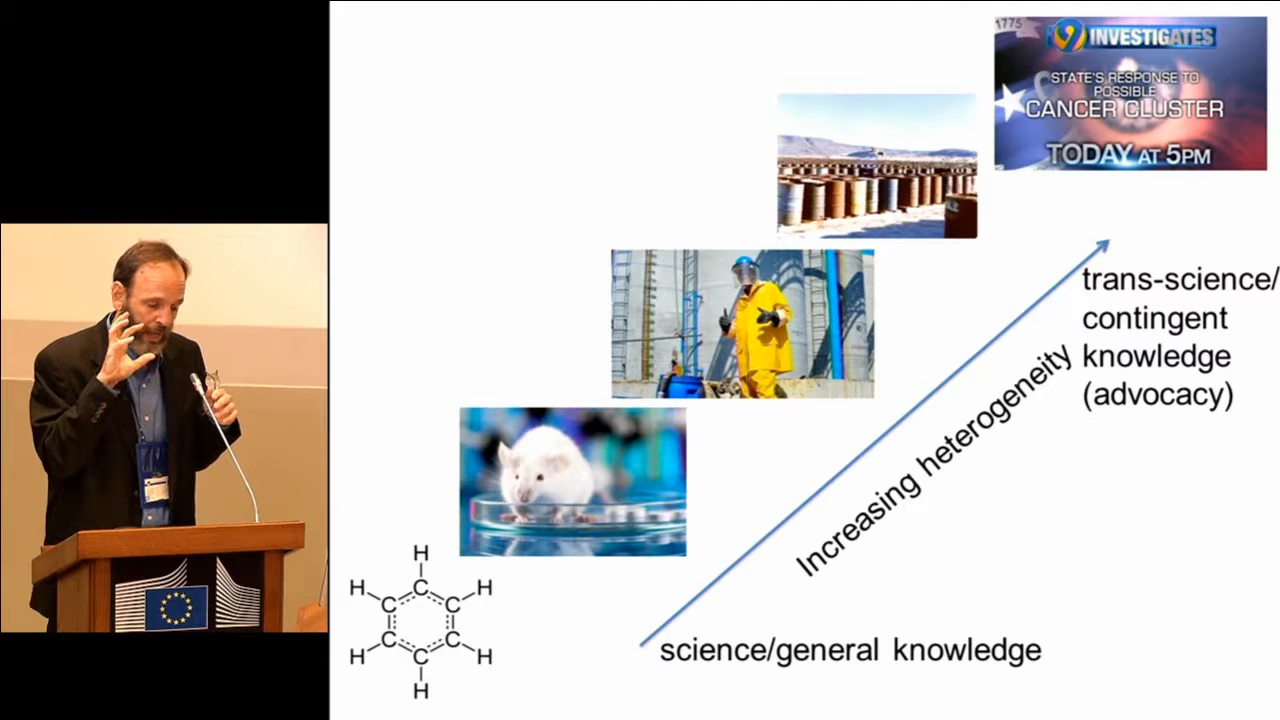 1775
9 INVESTIGATES
STATE'S RESPONSE TO
POSSIBLE
CANCER CLUSTER
TODAY AT 5PM
trans-science/
contingent
knowledge
(advocacy)
Increasing heterogeneity
H
H C H
C C
C C
H C H
H
science/general knowledge